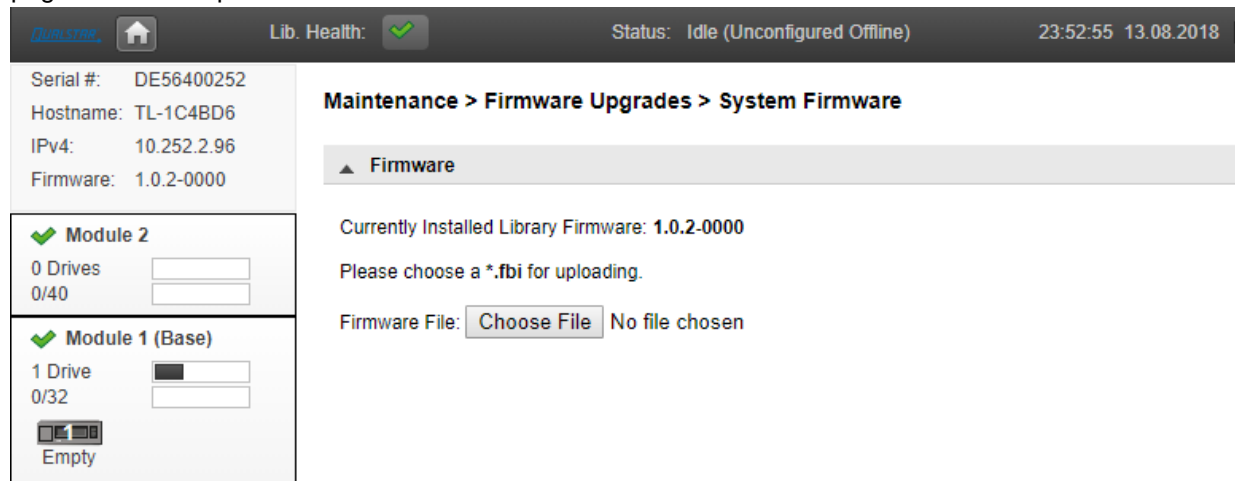 QUALSTAR Lib. Health: Status: Idle (Unconfigured Offline) 23:52:55 13.08.2018
Serial #: DE56400252
Hostname: TL-1C4BD6
IPv4: 10.252.2.96
Firmware: 1.0.2-0000
Module 2
0 Drives
0/40
Module 1 (Base)
1 Drive
0/32
1
Empty
Maintenance > Firmware Upgrades > System Firmware
Firmware
Currently Installed Library Firmware: 1.0.2-0000
Please choose a *.fbi for uploading.
Firmware File: Choose File No file chosen